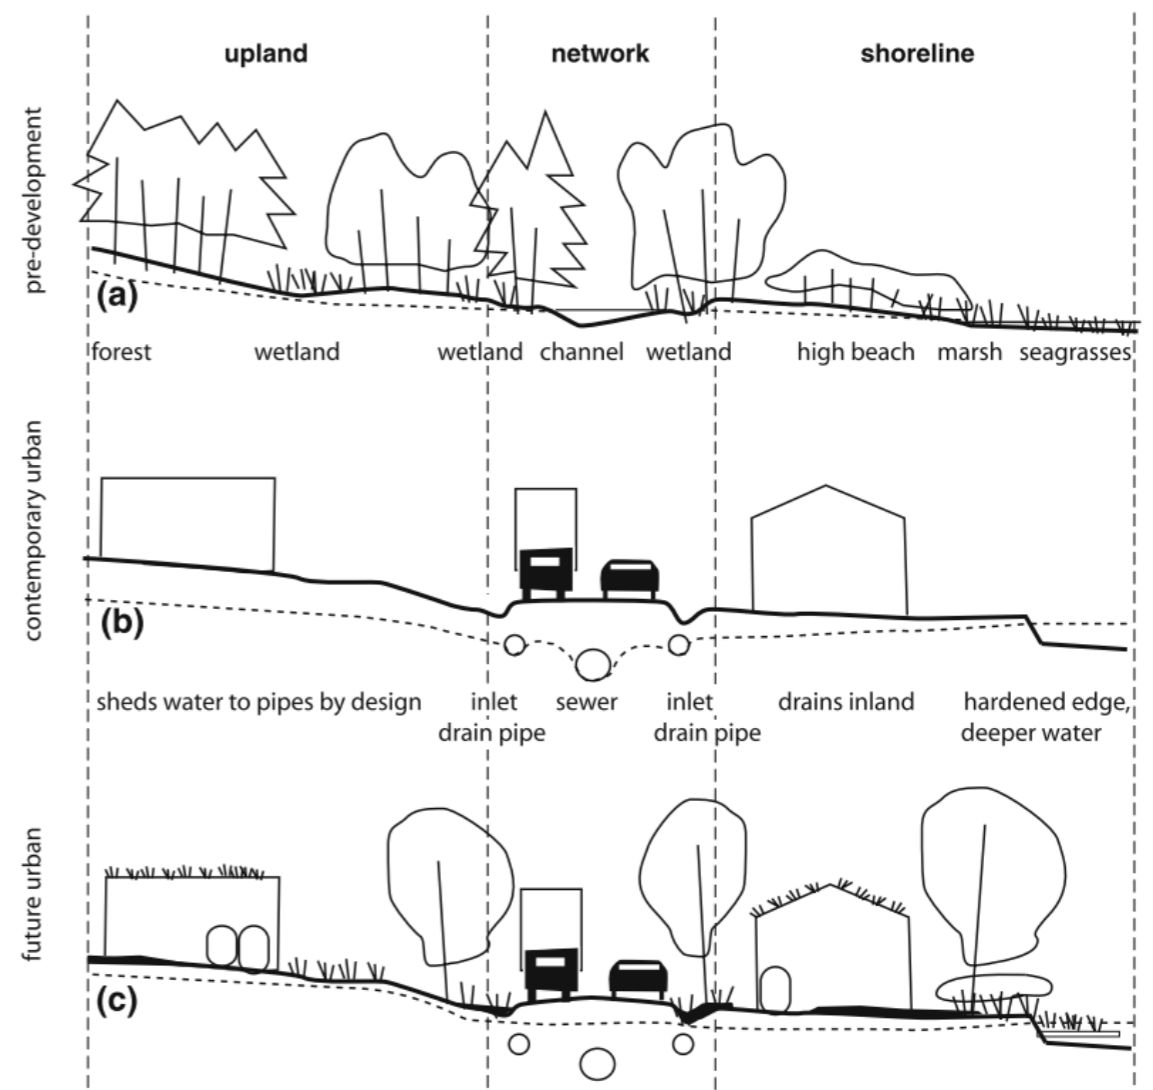 upland network shoreline
pre-development
(a)
forest wetland wetland channel wetland high beach marsh seagrasses
contemporary urban
(b)
sheds water to pipes by design inlet sewer inlet drains inland hardened edge,
drain pipe drain pipe deeper water
future urban
(c)